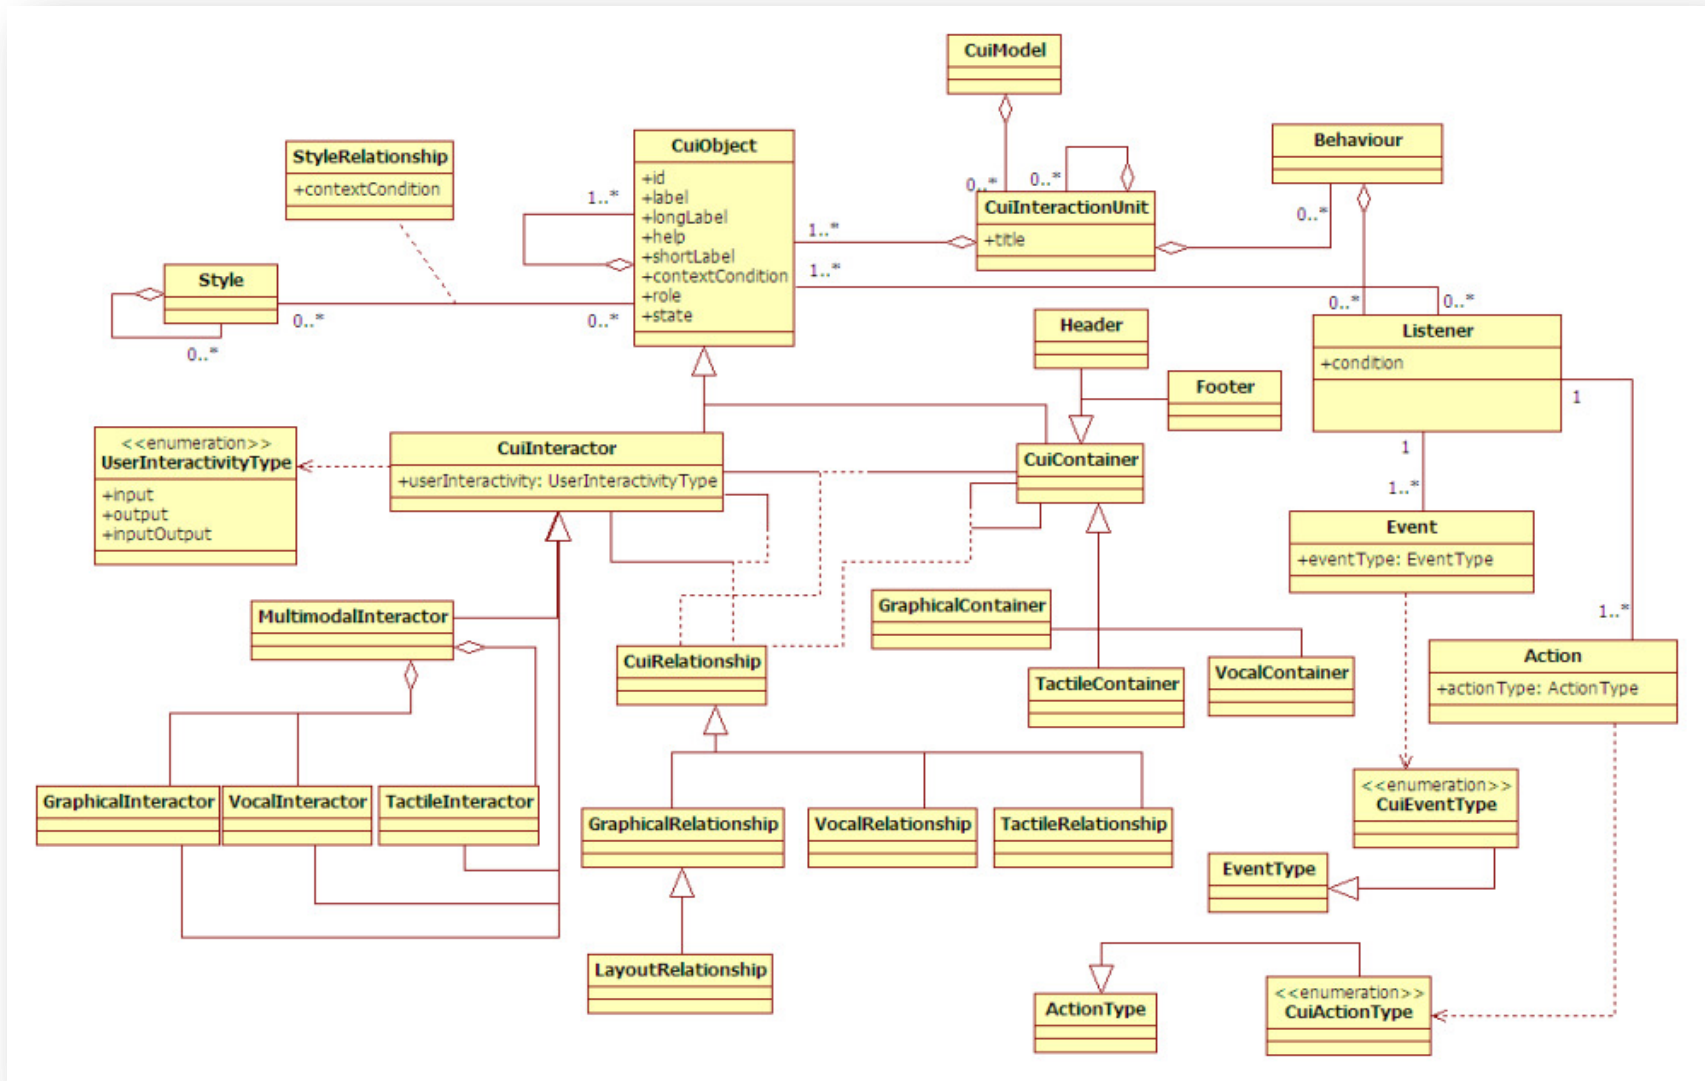 CuiModel
Behaviour
CuiObject
+id
+label
+longLabel
+help
+shortLabel
+contextCondition
+role
+state
StyleRelationship
+contextCondition
1..*
0..*
0..*
CuiInteractionUnit
+title
0..*
1..*
1..*
0..*
0..*
Style
0..*
0..*
0..*
Header
Listener
+condition
Footer
1
<<enumeration>>
UserInteractivityType
+input
+output
+inputOutput
CuiInteractor
+userInteractivity: UserInteractivityType
CuiContainer
1
1..*
Event
+eventType: EventType
MultimodalInteractor
GraphicalContainer
1..*
CuiRelationship
TactileContainer
VocalContainer
Action
+actionType: ActionType
GraphicalInteractor
VocalInteractor
TactileInteractor
GraphicalRelationship
VocalRelationship
TactileRelationship
<<enumeration>>
CuiEventType
EventType
LayoutRelationship
ActionType
<<enumeration>>
CuiActionType